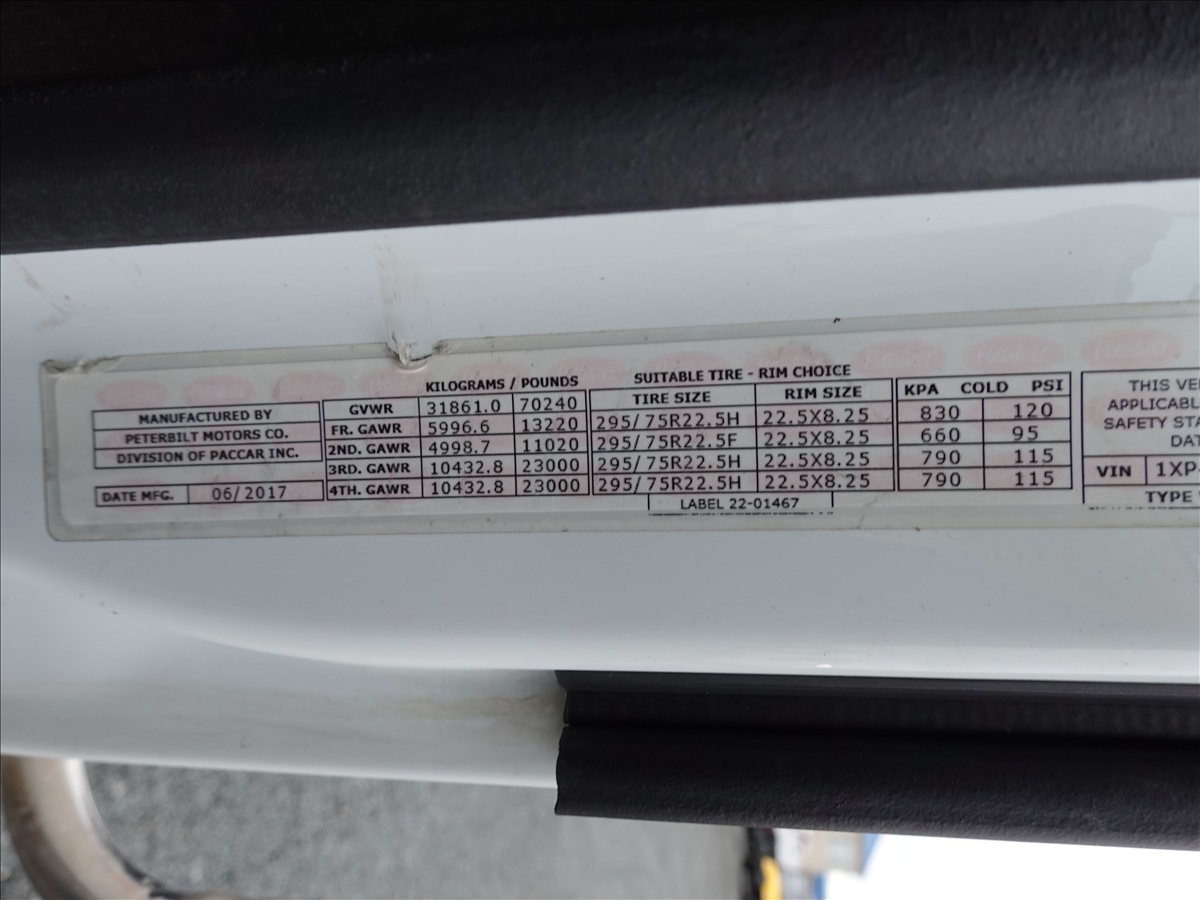 KILOGRAMS / POUNDS SUITABLE TIRE - RIM CHOICE
MANUFACTURED BY
PETERBILT MOTORS CO.
DIVISION OF PACCAR INC.
DATE MFG. 06/2017
GVWR 31861.0 70240 TIRE SIZE RIM SIZE KPA COLD PSI
FR. GAWR 5996.6 13220 295/75R22.5H 22.5X8.25 830 120
2ND. GAWR 4998.7 11020 295/75R22.5F 22.5X8.25 660 95
3RD. GAWR 10432.8 23000 295/75R22.5H 22.5X8.25 790 115
4TH. GAWR 10432.8 23000 295/75R22.5H 22.5X8.25 790 115
LABEL 22-01467
THIS VE
APPLICABL
SAFETY STA
DAT
VIN 1XP
TYPE